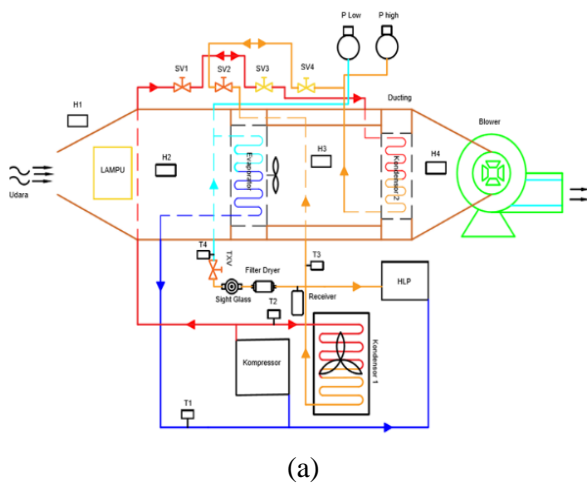 P Low
P high
SV1
SV2
SV3
SV4
H1
Ducting
Blower
Udara
LAMPU
H2
Evaporator
H3
Kondensor 2
H4
T4
TXV
Filter Dryer
T3
Sight Glass
Receiver
HLP
T2
Kompressor
Kondensor 1
T1
(a)